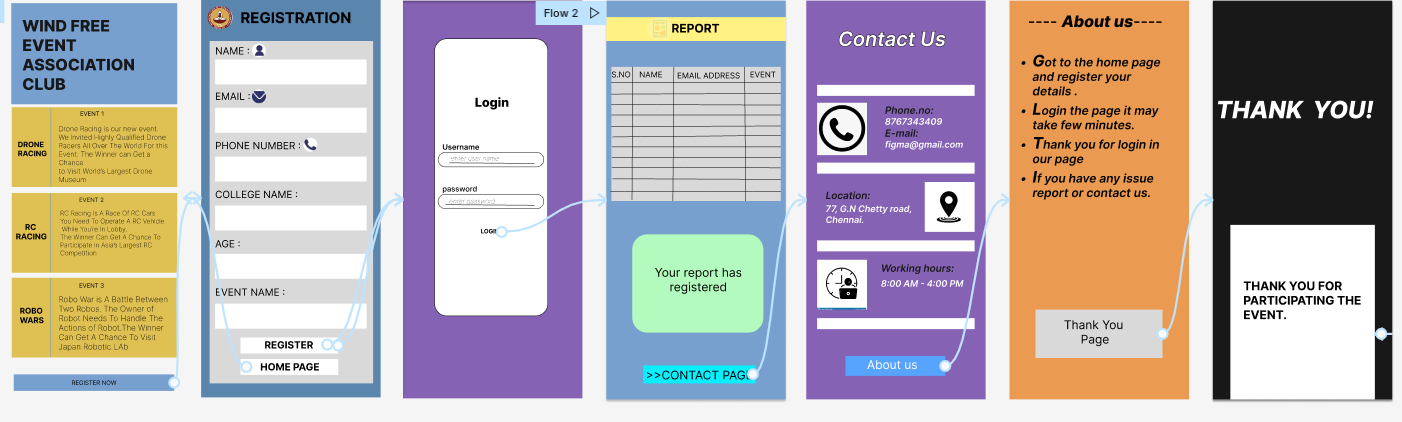 WIND FREE
EVENT
ASSOCIATION
CLUB
EVENT 1
DRONE
RACING
Drone Racing is our new event.
We Invited Highly Qualified Drone
Racers All Over The World For this
Event. The Winner can Get a
Chance
to Visit World's Largest Drone
Museum
EVENT 2
RC
RACING
RC Racing is A Race Of RC Cars
You Need To Operate A RC Vehicle
While You're In Lobby.
The Winner Can Get A Chance To
Participate in Asia's Largest RC
Competition
EVENT 3
ROBO
WARS
Robo War is A Battle Between
Two Robos, The Owner of
Robot Needs To Handle The
Actions of Robot.The Winner
Can Get A Chance To Visit
Japan Robotic LAb
REGISTER NOW
REGISTRATION
NAME :
EMAIL :
PHONE NUMBER :
COLLEGE NAME :
AGE :
EVENT NAME :
REGISTER
HOME PAGE
Login
Username
enter user name
password
enter password
LOGIN
Flow 2
REPORT
S.NO NAME EMAIL ADDRESS EVENT
Your report has
registered
>>CONTACT PAGE
Contact Us
Phone.no:
8767343409
E-mail:
figma@gmail.com
Location:
77, G.N Chetty road,
Chennai.
Working hours:
8:00 AM - 4:00 PM
About us
---- About us----
• Got to the home page
and register your
details .
• Login the page it may
take few minutes.
• Thank you for login in
our page
• If you have any issue
report or contact us.
Thank You
Page
THANK YOU!
THANK YOU FOR
PARTICIPATING THE
EVENT.